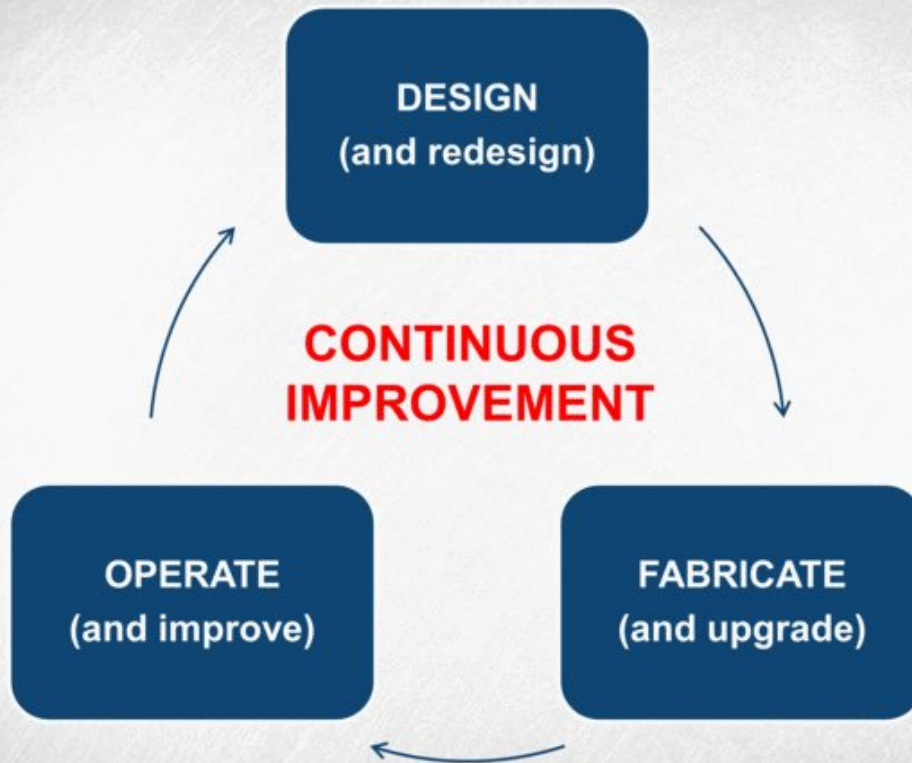 DESIGN
(and redesign)
CONTINUOUS
IMPROVEMENT
OPERATE
(and improve)
FABRICATE
(and upgrade)